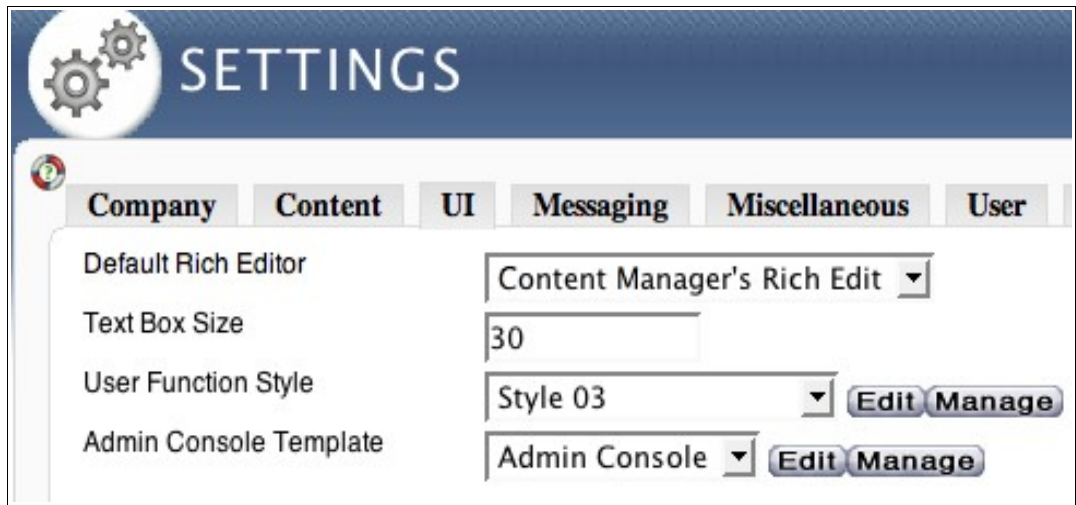 SETTINGS
Company Content UI Messaging Miscellaneous User
Default Rich Editor Content Manager's Rich Edit
Text Box Size 30
User Function Style Style 03 Edit Manage
Admin Console Template Admin Console Edit Manage